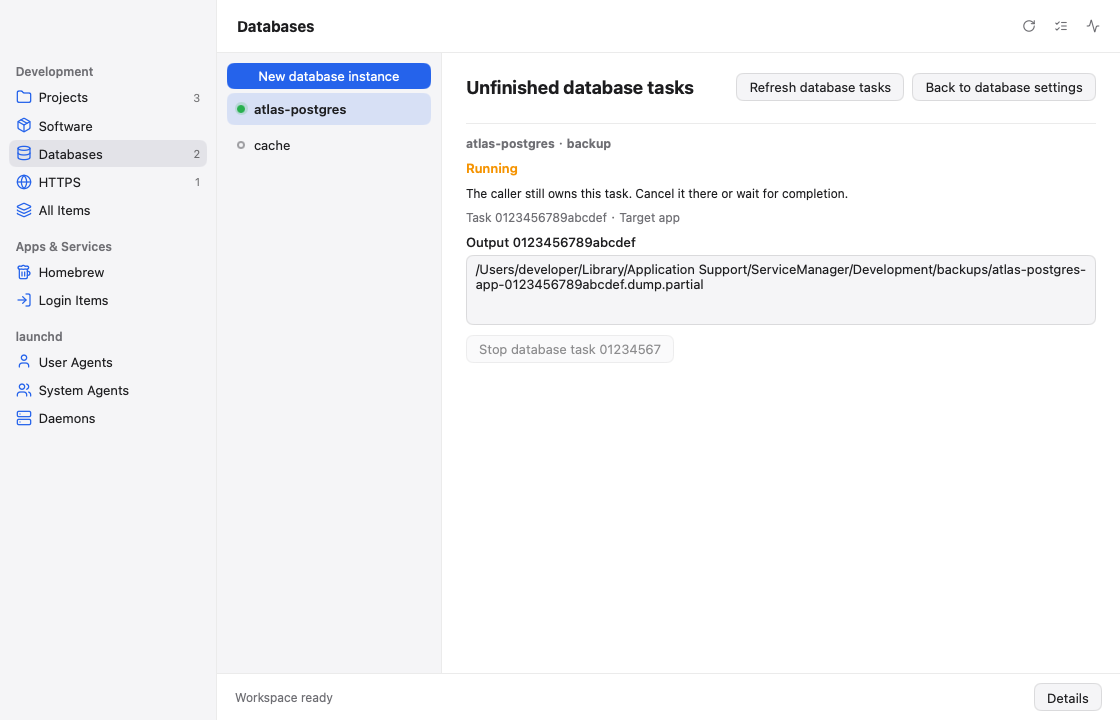 Databases
Development
Projects 3
Software
Databases 2
HTTPS 1
All Items
Apps & Services
Homebrew
Login Items
launchd
User Agents
System Agents
Daemons
New database instance
atlas-postgres
cache
Unfinished database tasks
Refresh database tasks
Back to database settings
atlas-postgres · backup
Running
The caller still owns this task. Cancel it there or wait for completion.
Task 0123456789abcdef · Target app
Output 0123456789abcdef
/Users/developer/Library/Application Support/ServiceManager/Development/backups/atlas-postgres-
app-0123456789abcdef.dump.partial
Stop database task 01234567
Workspace ready
Details